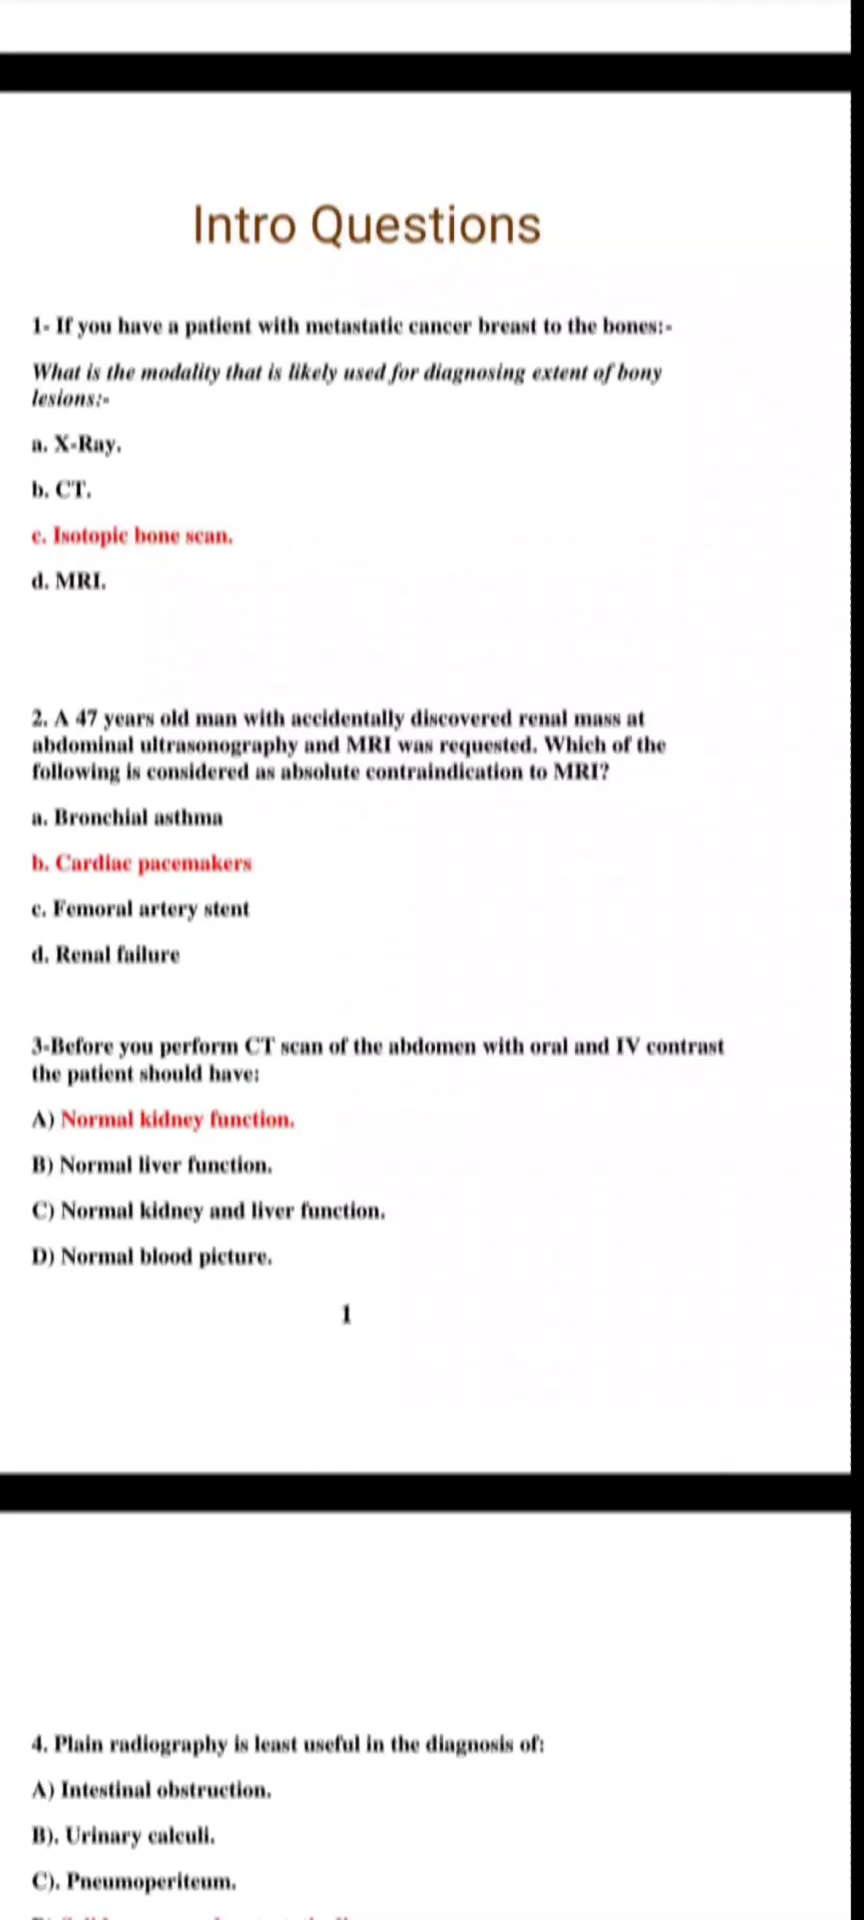 Intro Questions
1- If you have a patient with metastatic cancer breast to the bones:-
What is the modality that is likely used for diagnosing extent of bony
lesions:-
a. X-Ray.
b. CT.
c. Isotopic bone scan.
d. MRI.
2. A 47 years old man with accidentally discovered renal mass at
abdominal ultrasonography and MRI was requested. Which of the
following is considered as absolute contraindication to MRI?
a. Bronchial asthma
b. Cardiac pacemakers
c. Femoral artery stent
d. Renal failure
3-Before you perform CT scan of the abdomen with oral and IV contrast
the patient should have:
A) Normal kidney function.
B) Normal liver function.
C) Normal kidney and liver function.
D) Normal blood picture.
1
4. Plain radiography is least useful in the diagnosis of:
A) Intestinal obstruction.
B). Urinary calculi.
C). Pneumoperiteum.